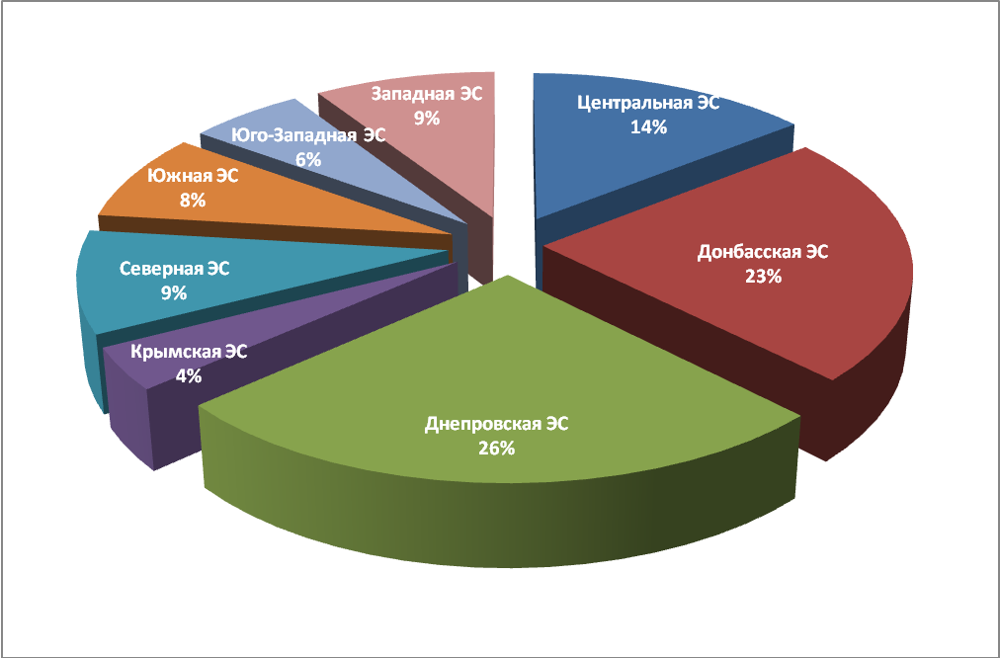 Западная ЭС
9%
Центральная ЭС
14%
Юго-Западная ЭС
6%
Южная ЭС
8%
Донбасская ЭС
23%
Северная ЭС
9%
Крымская ЭС
4%
Днепровская ЭС
26%